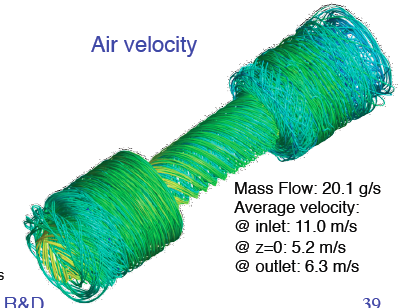 Air velocity
Mass Flow: 20.1 g/s
Average velocity:
@ inlet: 11.0 m/s
@ z=0: 5.2 m/s
@ outlet: 6.3 m/s
s
R&D
39